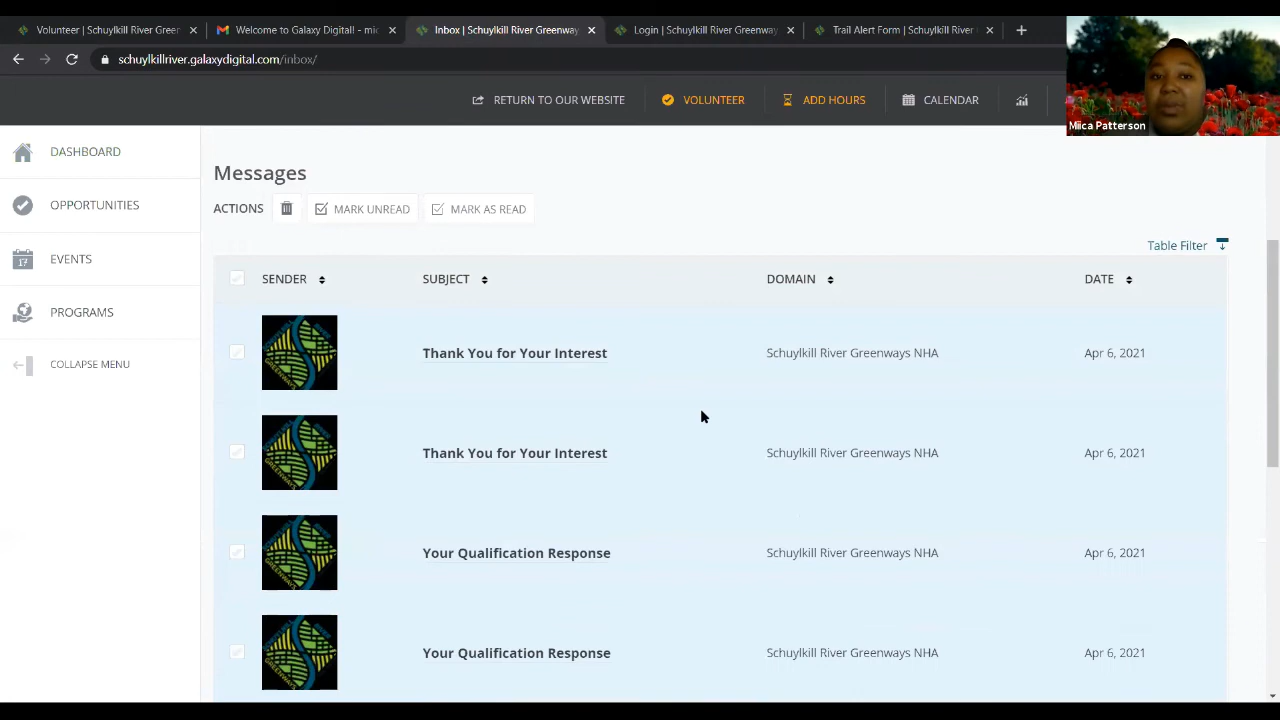 Volunteer | Schuylkill River Green
Welcome to Galaxy Digital! - mic
Inbox | Schuylkill River Greenway
Login | Schuylkill River Greenway
Trail Alert Form | Schuylkill River
schuylkillriver.galaxydigital.com/inbox/
RETURN TO OUR WEBSITE
VOLUNTEER
ADD HOURS
CALENDAR
Miica Patterson
DASHBOARD
OPPORTUNITIES
17
EVENTS
PROGRAMS
COLLAPSE MENU
Messages
ACTIONS
MARK UNREAD
MARK AS READ
Table Filter
SENDER SUBJECT DOMAIN DATE
Thank You for Your Interest Schuylkill River Greenways NHA Apr 6, 2021
Thank You for Your Interest Schuylkill River Greenways NHA Apr 6, 2021
Your Qualification Response Schuylkill River Greenways NHA Apr 6, 2021
Your Qualification Response Schuylkill River Greenways NHA Apr 6, 2021